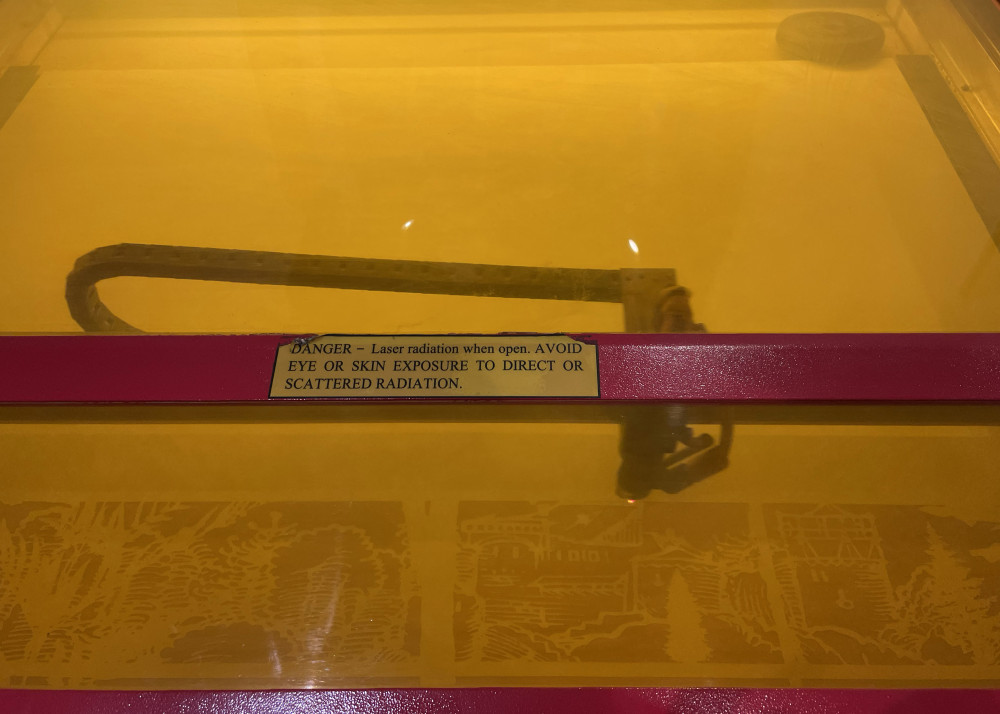 DANGER – Laser radiation when open. AVOID
EYE OR SKIN EXPOSURE TO DIRECT OR
SCATTERED RADIATION.